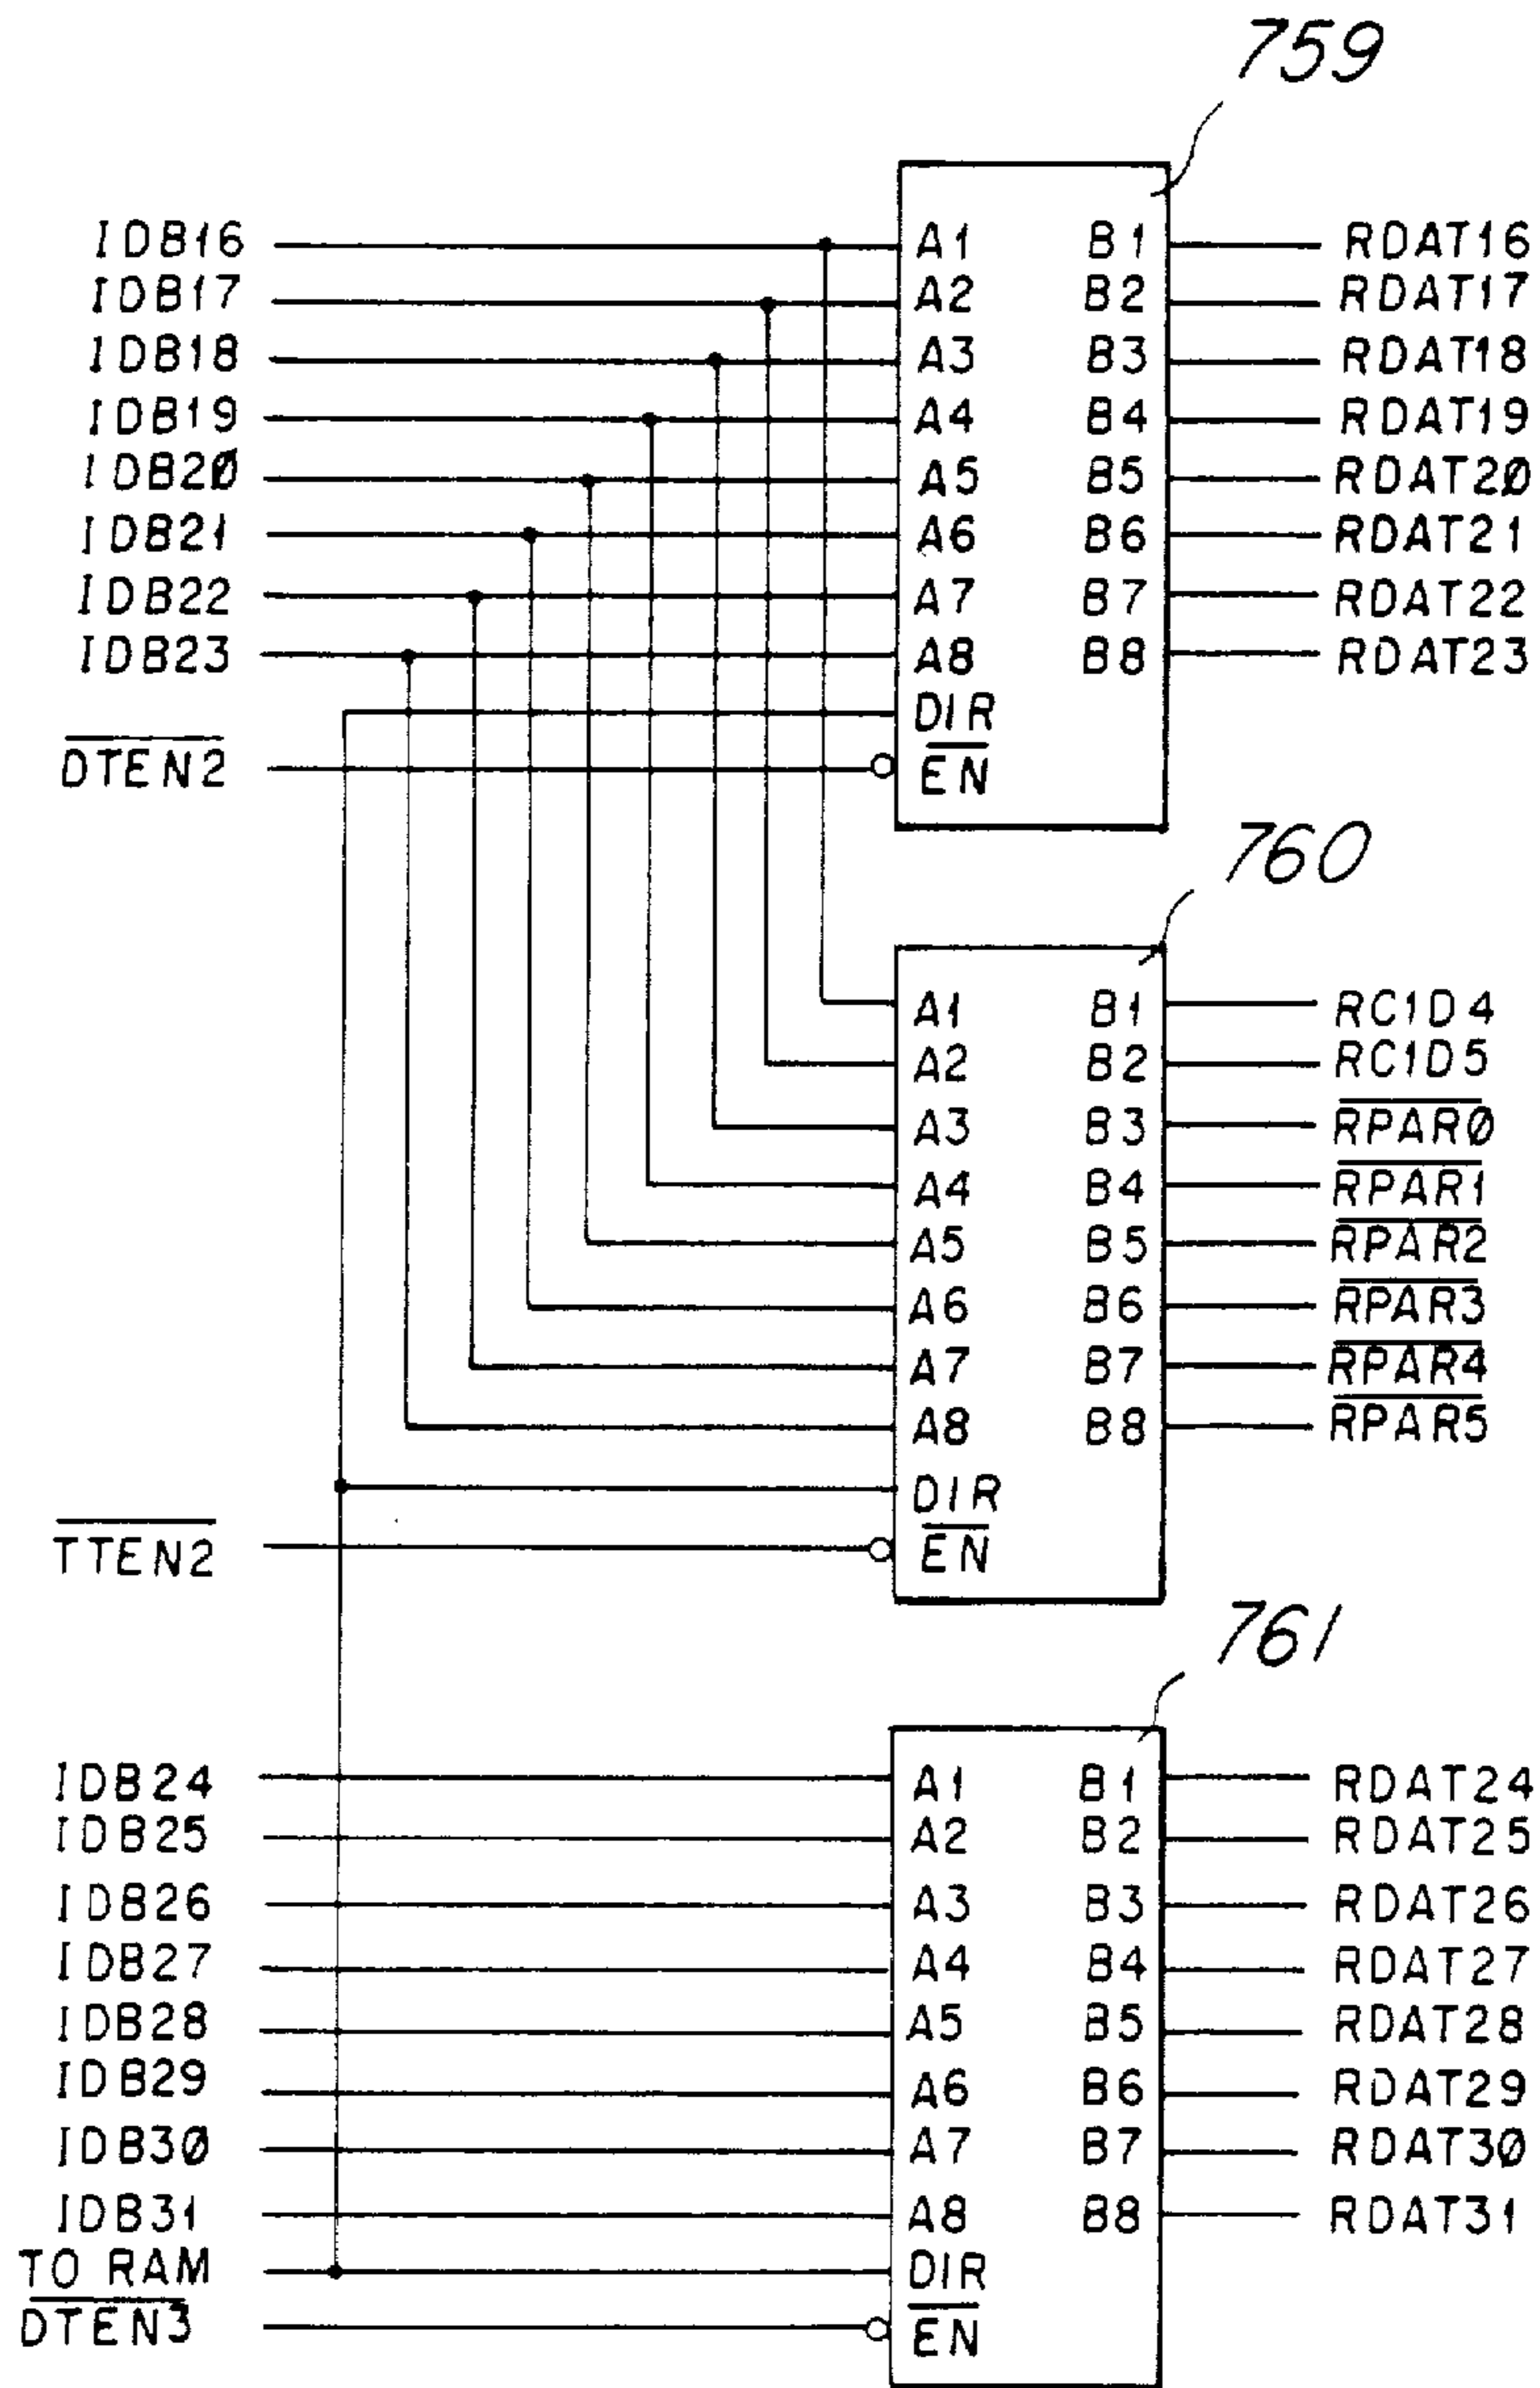 759
IDB16 A1 B1 RDAT16
IDB17 A2 B2 RDAT17
IDB18 A3 B3 RDAT18
IDB19 A4 B4 RDAT19
IDB2Ø A5 B5 RDAT2Ø
IDB21 A6 B6 RDAT21
IDB22 A7 B7 RDAT22
IDB23 A8 B8 RDAT23
DIR
DTEN2 EN
760
A1 B1 RC1D4
A2 B2 RC1D5
A3 B3 RPARØ
A4 B4 RPAR1
A5 B5 RPAR2
A6 B6 RPAR3
A7 B7 RPAR4
A8 B8 RPAR5
DIR
TTEN2 EN
761
IDB24 A1 B1 RDAT24
IDB25 A2 B2 RDAT25
IDB26 A3 B3 RDAT26
IDB27 A4 B4 RDAT27
IDB28 A5 B5 RDAT28
IDB29 A6 B6 RDAT29
IDB3Ø A7 B7 RDAT3Ø
IDB31 A8 B8 RDAT31
TO RAM DIR
DTEN3 EN